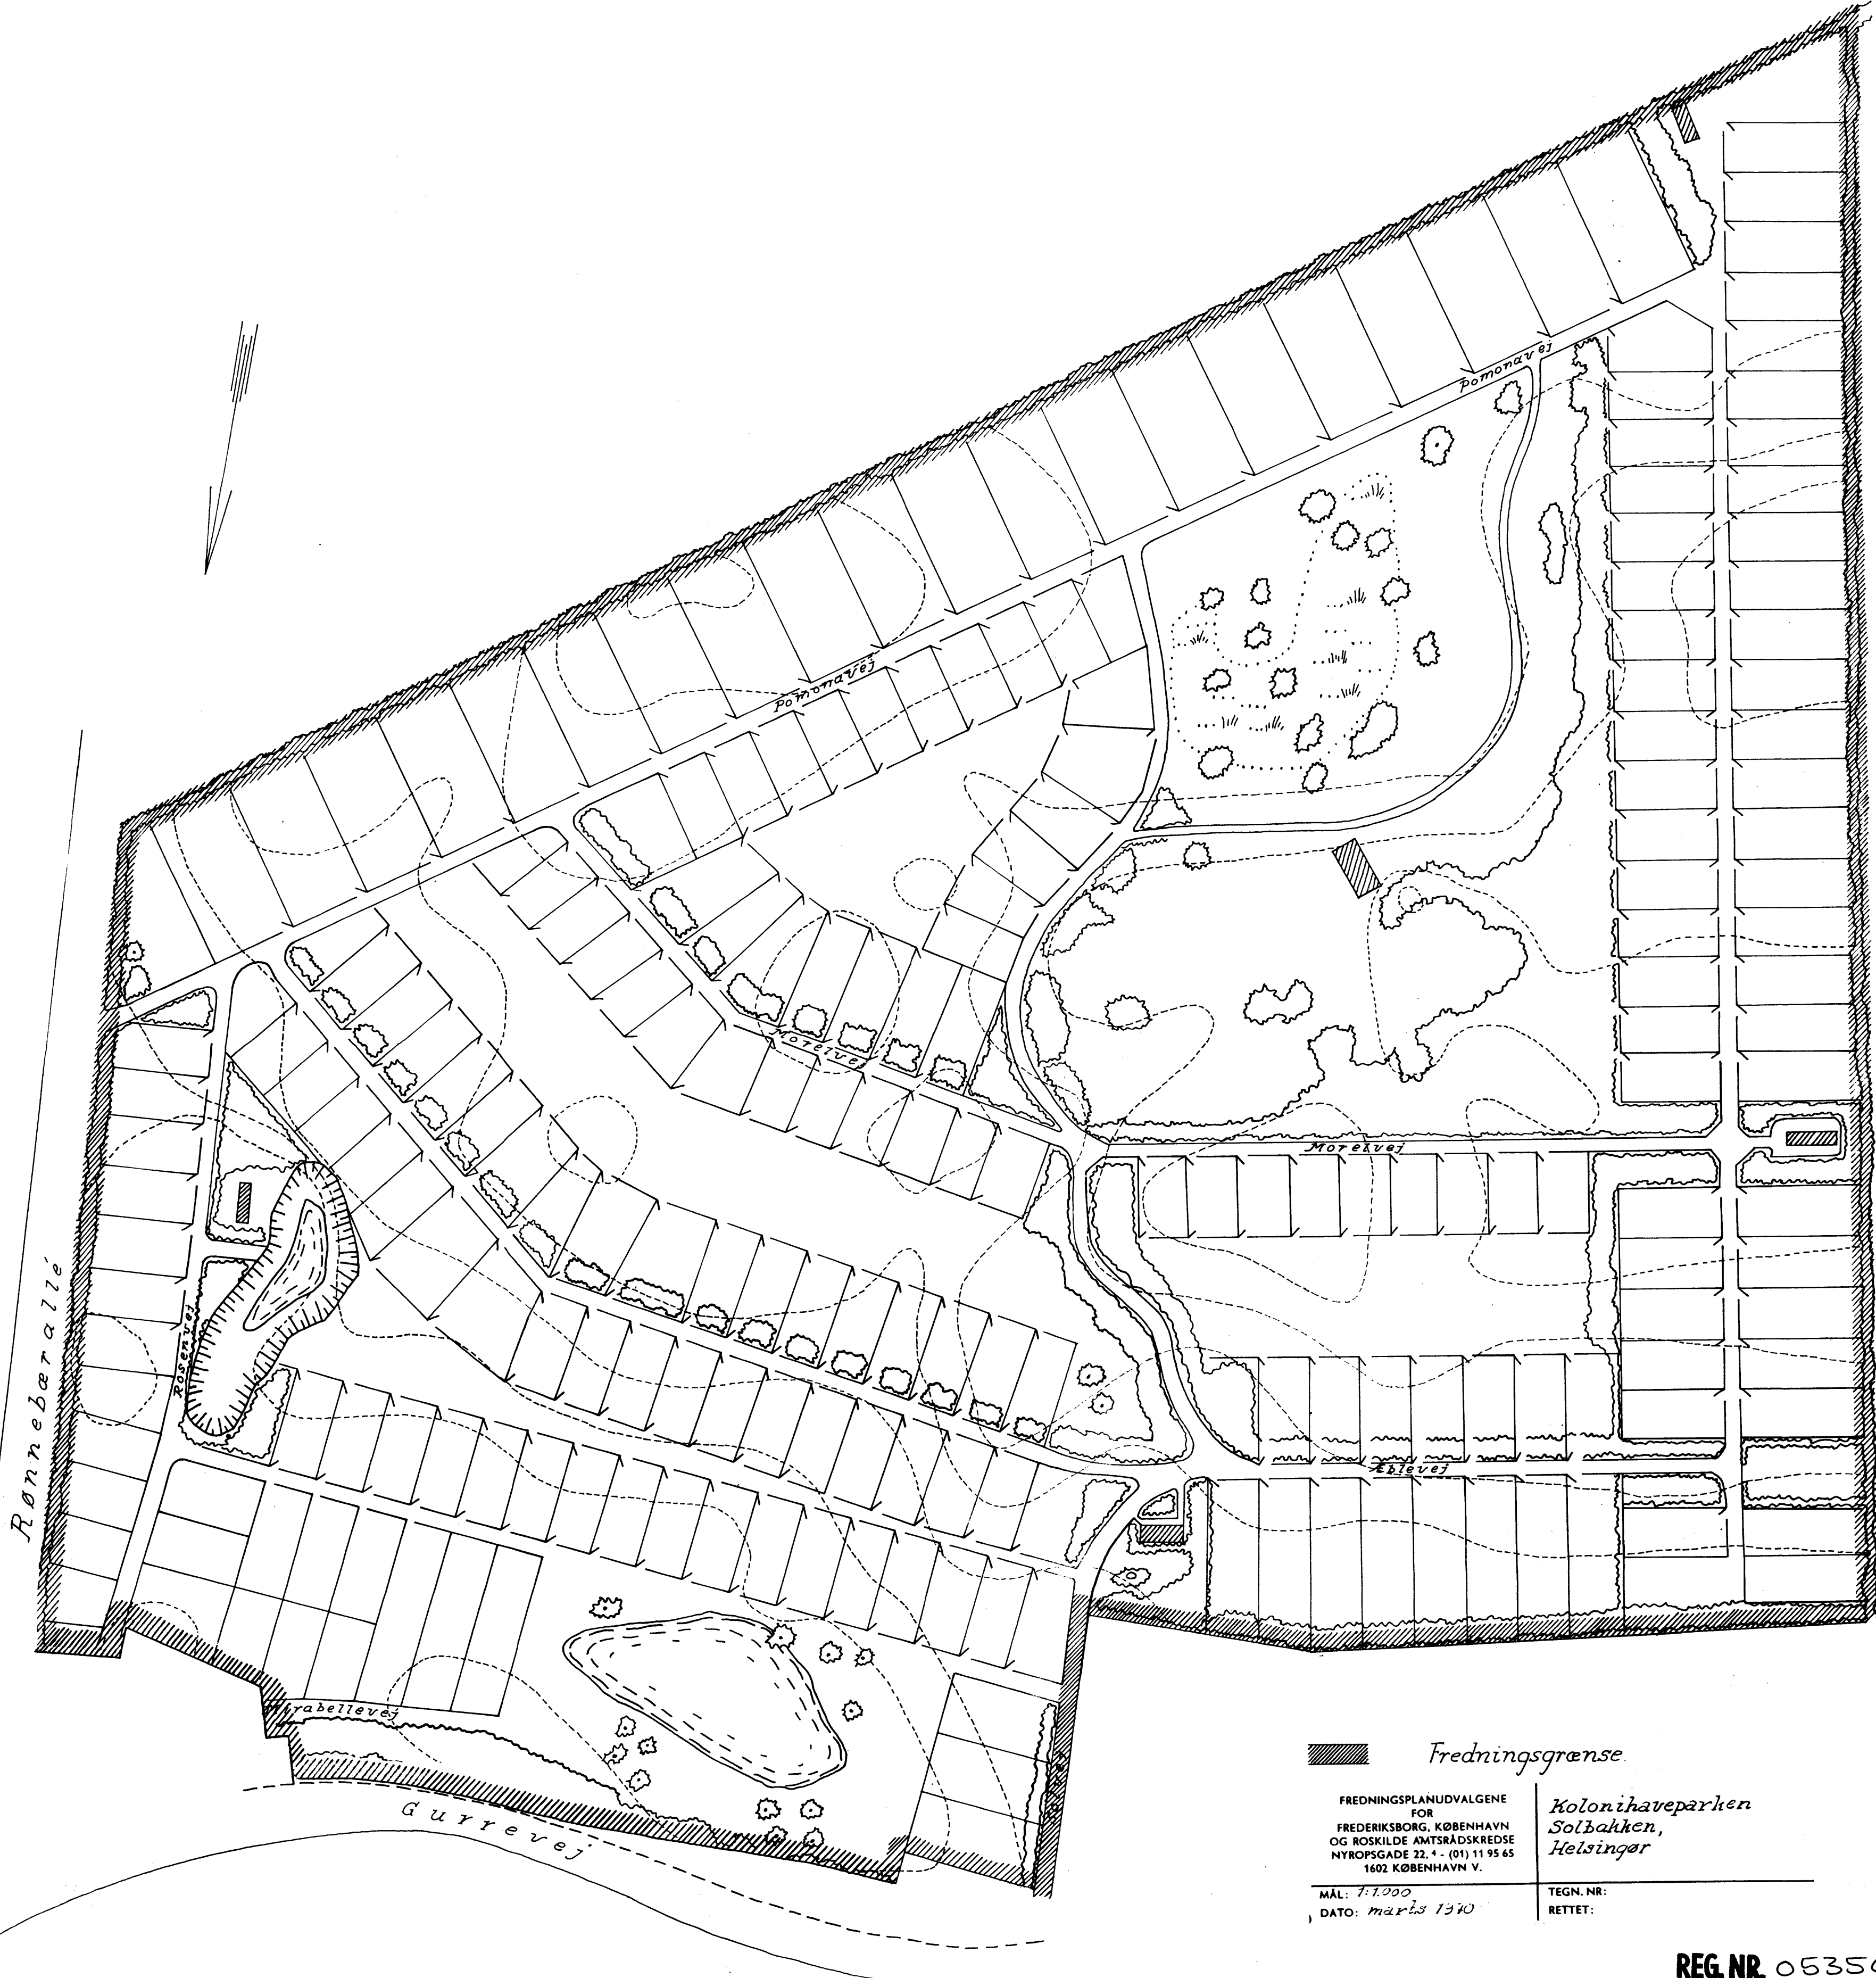 Pomonavej
Pomonavej
Morelvej
Morelvej
Rosenvej
Æblevej
Rønnebærallé
Mirabellevej
Gurrevej
Fredningsgrænse.
FREDNINGSPLANUDVALGENE
FOR
FREDERIKSBORG, KØBENHAVN
OG ROSKILDE AMTSRÅDSKREDSE
NYROPSGADE 22.⁴ - (01) 11 95 65
1602 KØBENHAVN V.
Kolonihaveparken
Solbakken,
Helsingør
MÅL: 1:1.000
DATO: marts 1970
TEGN. NR:
RETTET:
REG. NR.